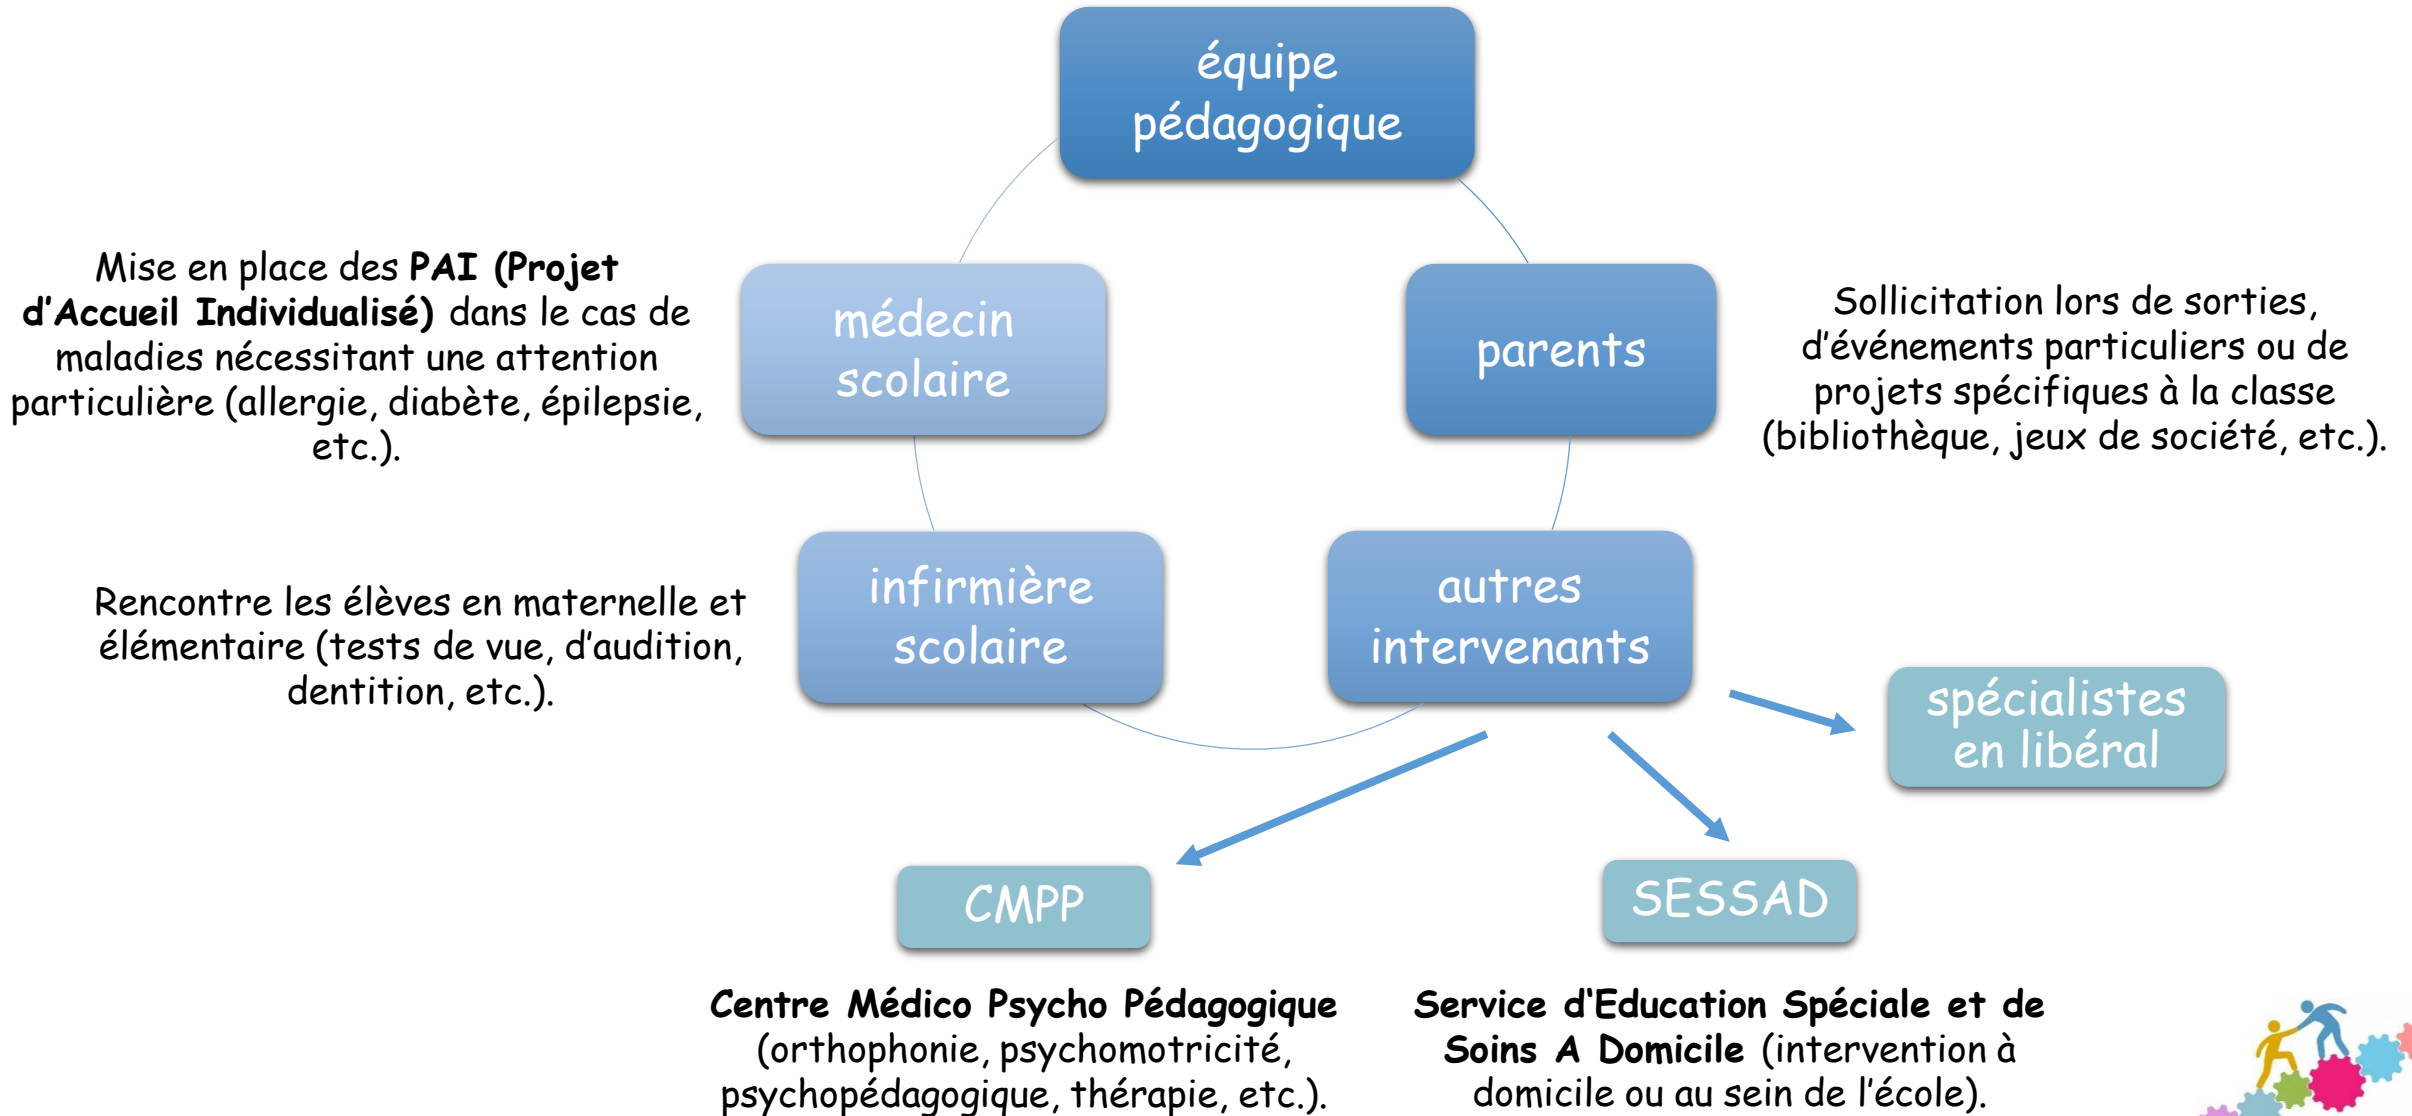 équipe
pédagogique
Mise en place des PAI (Projet
d'Accueil Individualisé) dans le cas de
maladies nécessitant une attention
particulière (allergie, diabète, épilepsie,
etc.).
médecin
scolaire
parents
Sollicitation lors de sorties,
d'événements particuliers ou de
projets spécifiques à la classe
(bibliothèque, jeux de société, etc.).
Rencontre les élèves en maternelle et
élémentaire (tests de vue, d'audition,
dentition, etc.).
infirmière
scolaire
autres
intervenants
spécialistes
en libéral
CMPP
Centre Médico Psycho Pédagogique
(orthophonie, psychomotricité,
psychopédagogique, thérapie, etc.).
SESSAD
Service d'Education Spéciale et de
Soins A Domicile (intervention à
domicile ou au sein de l'école).